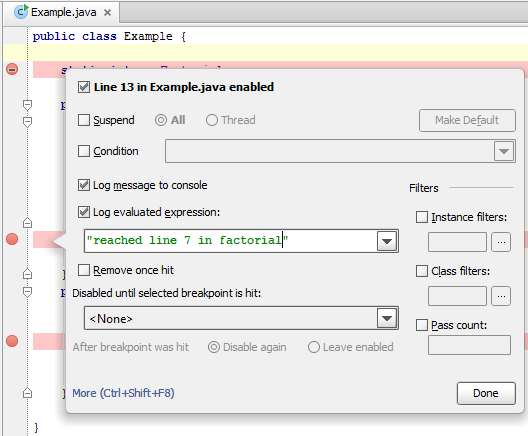 Example.java
public class Example {
Line 13 in Example.java enabled
Suspend All Thread Make Default
Condition
Log message to console Filters
Log evaluated expression: Instance filters:
"reached line 7 in factorial" ...
Remove once hit Class filters:
Disabled until selected breakpoint is hit: ...
<None> Pass count:
After breakpoint was hit Disable again Leave enabled
More (Ctrl+Shift+F8) Done
}
}